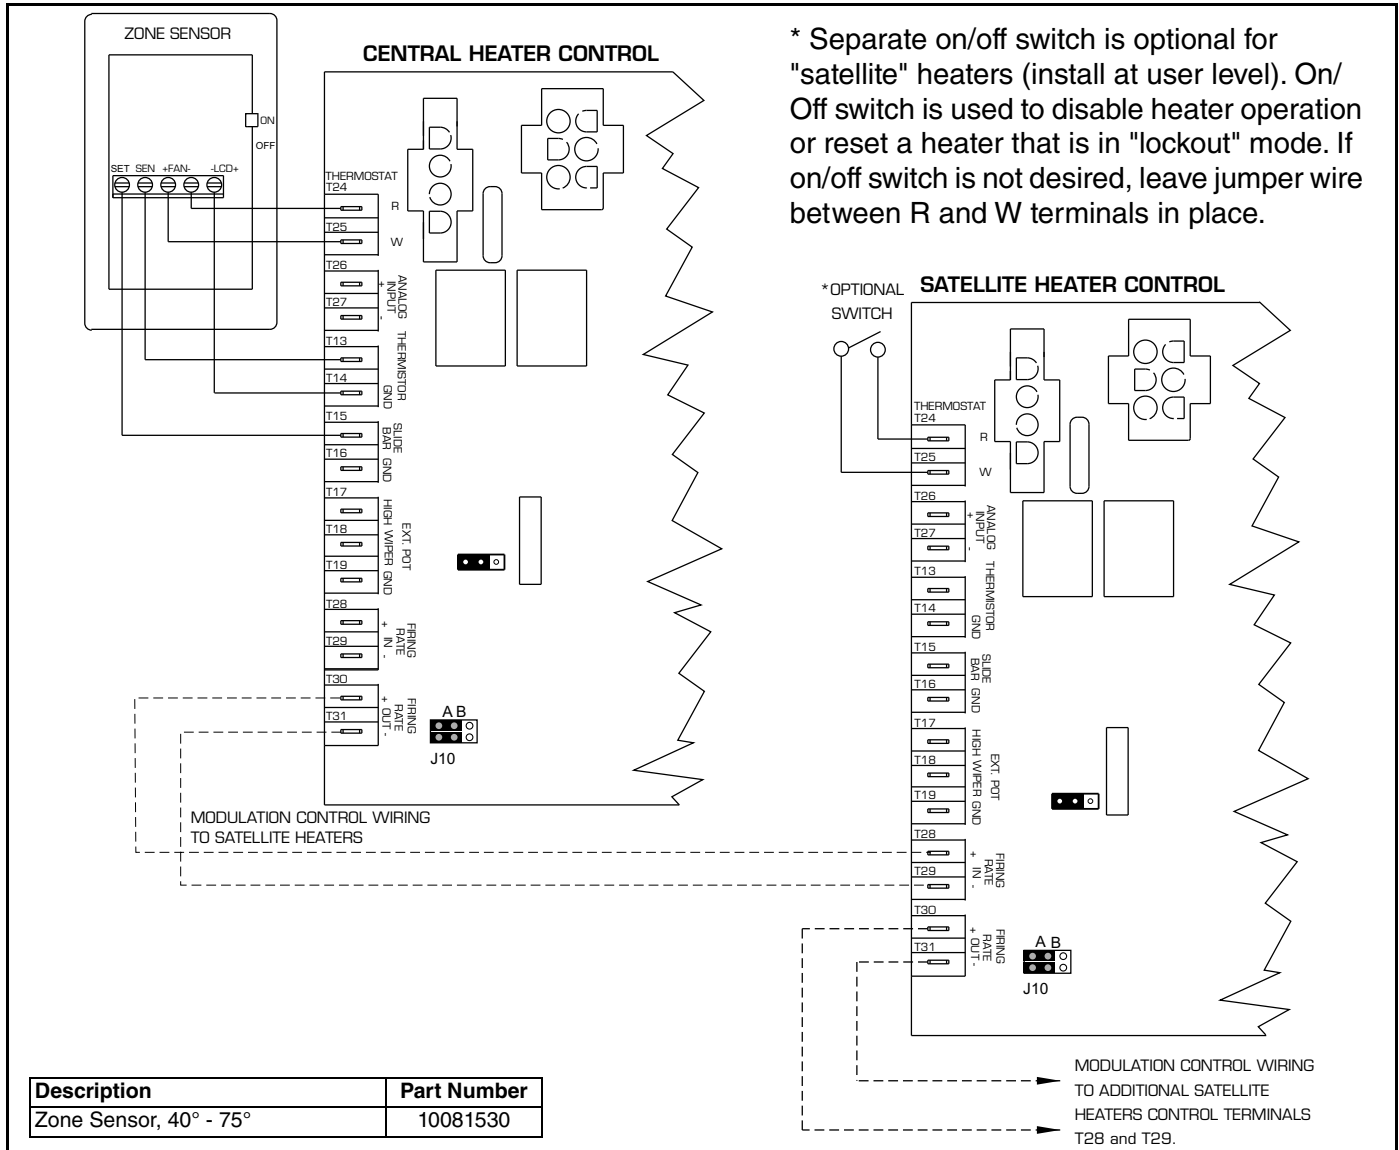 ZONE SENSOR
ON
OFF
SET SEN +FAN- -LCD+
CENTRAL HEATER CONTROL
THERMOSTAT
T24
R
T25
W
T26
+
T27
-
ANALOG
INPUT
T13
T14
THERMISTOR
GND
T15
T16
SLIDE
BAR GND
T17
T18
T19
HIGH WIPER GND
EXT. POT
T28
+
T29
-
FIRING
RATE
IN
T30
+
T31
-
FIRING
RATE
OUT
A B
J10
MODULATION CONTROL WIRING
TO SATELLITE HEATERS
* Separate on/off switch is optional for
"satellite" heaters (install at user level). On/
Off switch is used to disable heater operation
or reset a heater that is in "lockout" mode. If
on/off switch is not desired, leave jumper wire
between R and W terminals in place.
*OPTIONAL
SWITCH
SATELLITE HEATER CONTROL
THERMOSTAT
T24
R
T25
W
T26
+
T27
-
ANALOG
INPUT
T13
T14
THERMISTOR
GND
T15
T16
SLIDE
BAR GND
T17
T18
T19
HIGH WIPER GND
EXT. POT
T28
+
T29
-
FIRING
RATE
IN
T30
+
T31
-
FIRING
RATE
OUT
A B
J10
MODULATION CONTROL WIRING
TO ADDITIONAL SATELLITE
HEATERS CONTROL TERMINALS
T28 and T29.
Description Part Number
Zone Sensor, 40° - 75° 10081530